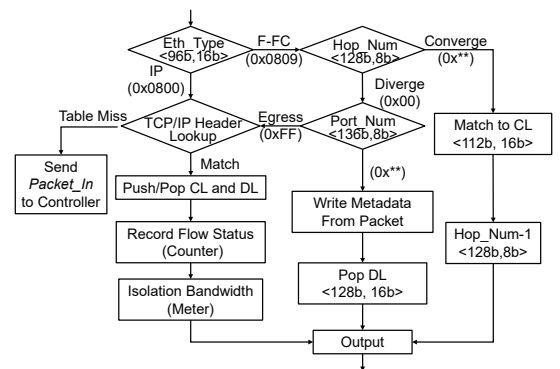 Eth_Type
<96b,16b>
F-FC
(0x0809)
Hop_Num
<128b,8b>
Converge
(0x**)
IP
(0x0800)
Diverge
(0x00)
Table Miss
TCP/IP Header
Lookup
Egress
(0xFF)
Port_Num
<136b,8b>
Match to CL
<112b, 16b>
Send
Packet_In
to Controller
Match
Push/Pop CL and DL
(0x**)
Write Metadata
From Packet
Record Flow Status
(Counter)
Hop_Num-1
<128b,8b>
Isolation Bandwidth
(Meter)
Pop DL
<128b, 16b>
Output